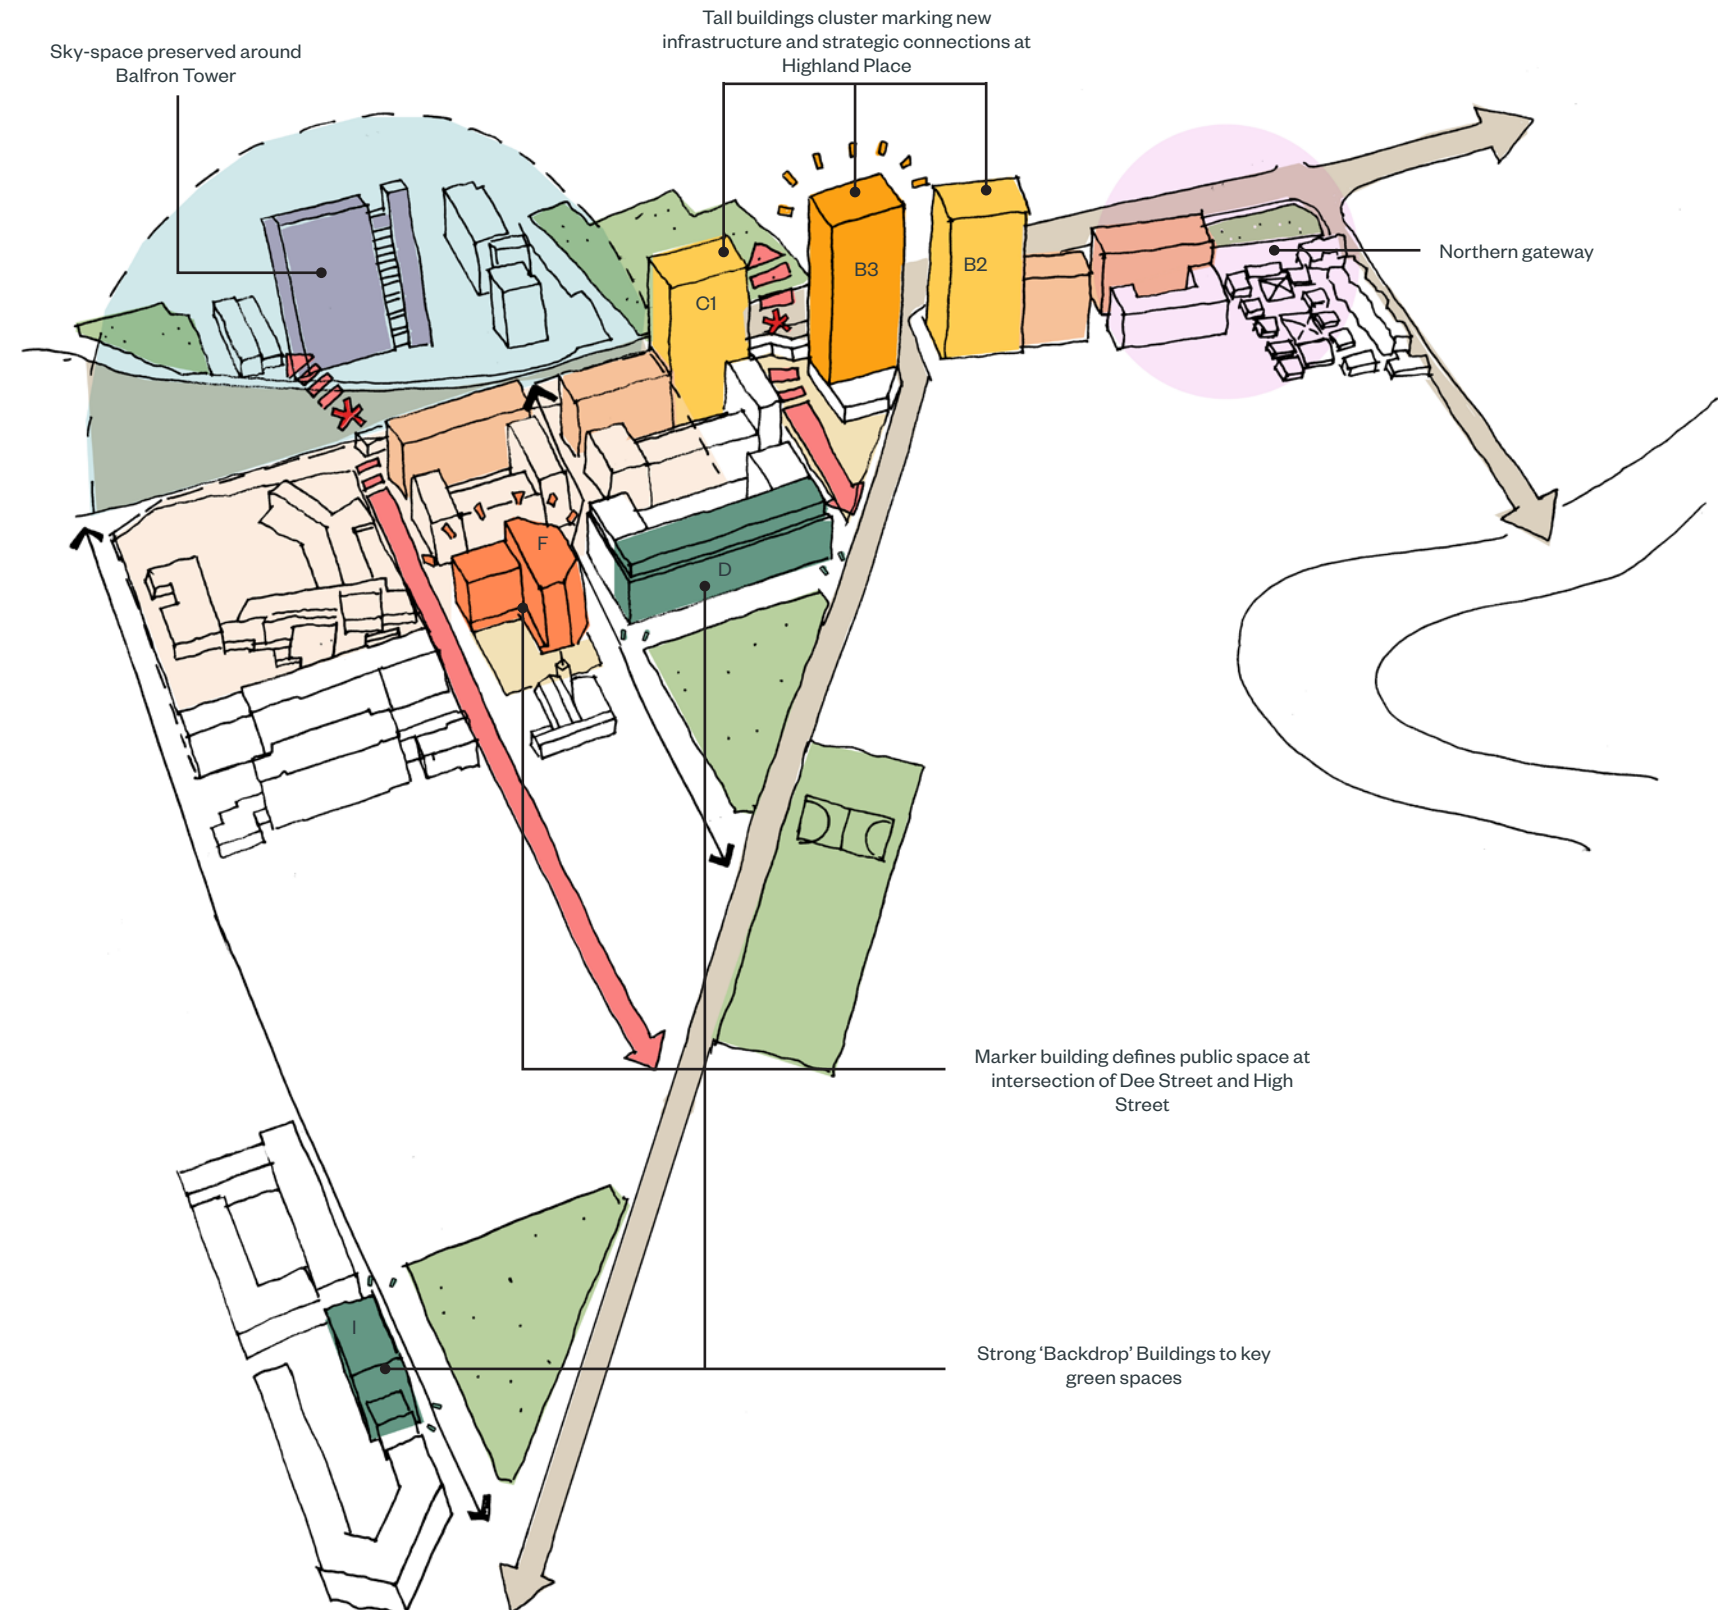 Tall buildings cluster marking new
infrastructure and strategic connections at
Highland Place
Sky-space preserved around
Balfron Tower
Northern gateway
B3
B2
C1
F
D
Marker building defines public space at
intersection of Dee Street and High
Street
I
Strong ‘Backdrop’ Buildings to key
green spaces